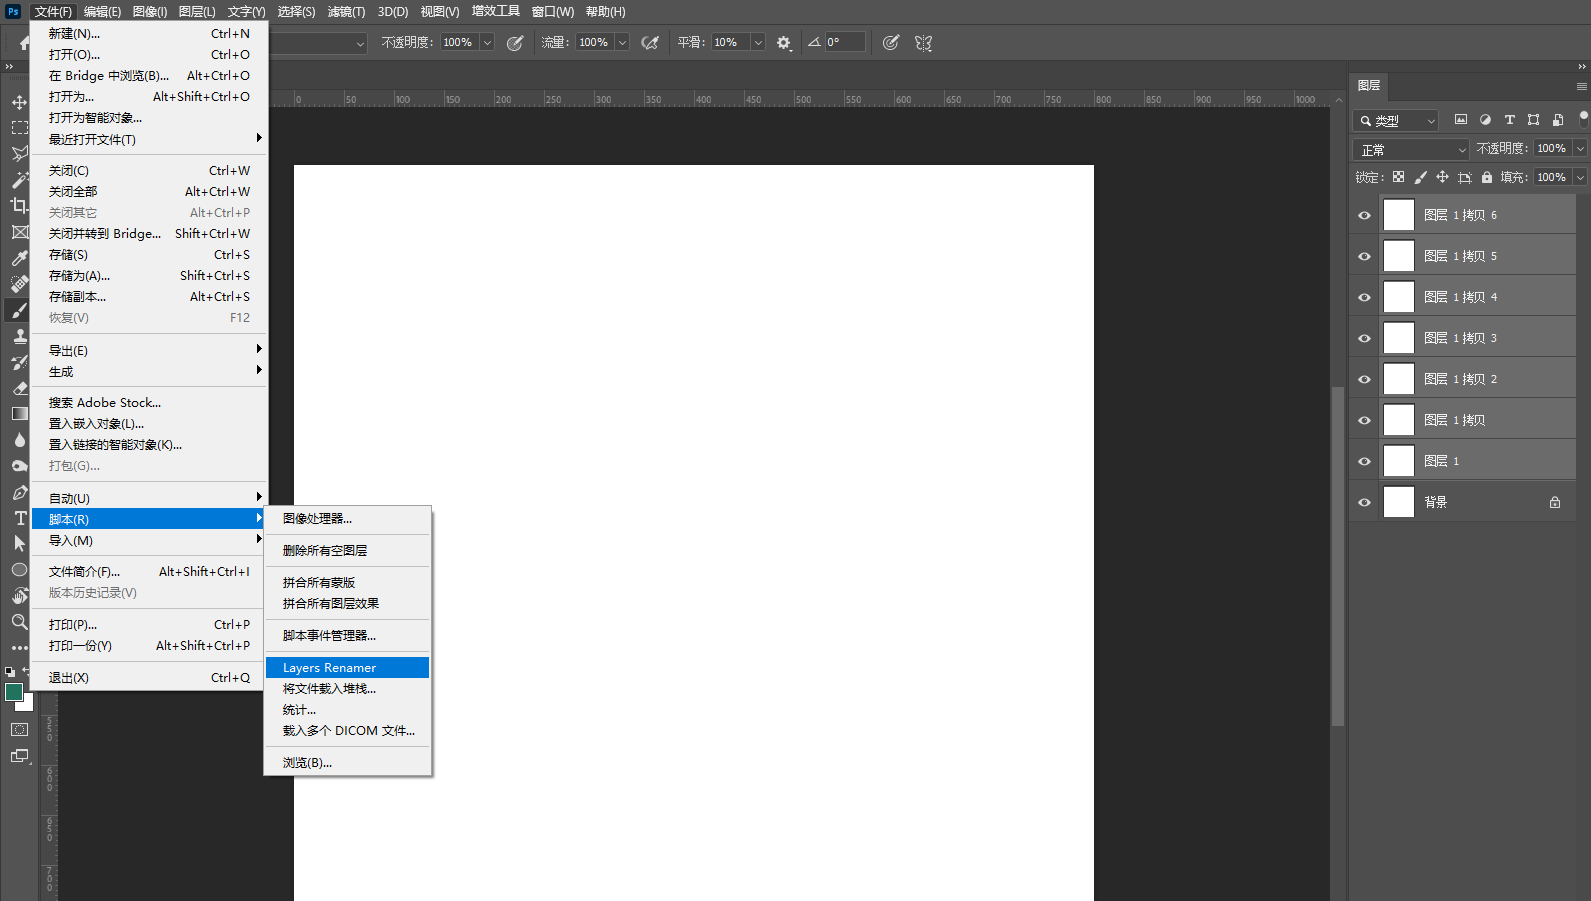 Ps 文件(F) 编辑(E) 图像(I) 图层(L) 文字(Y) 选择(S) 滤镜(T) 3D(D) 视图(V) 增效工具 窗口(W) 帮助(H)
不透明度: 100% 流量: 100% 平滑: 10% 0°
新建(N)... Ctrl+N
打开(O)... Ctrl+O
在 Bridge 中浏览(B)... Alt+Ctrl+O
打开为... Alt+Shift+Ctrl+O
打开为智能对象...
最近打开文件(T)
关闭(C) Ctrl+W
关闭全部 Alt+Ctrl+W
关闭其它 Alt+Ctrl+P
关闭并转到 Bridge... Shift+Ctrl+W
存储(S) Ctrl+S
存储为(A)... Shift+Ctrl+S
存储副本... Alt+Ctrl+S
恢复(V) F12
导出(E)
生成
搜索 Adobe Stock...
置入嵌入对象(L)...
置入链接的智能对象(K)...
打包(G)...
自动(U)
脚本(R)
导入(M)
文件简介(F)... Alt+Shift+Ctrl+I
版本历史记录(V)
打印(P)... Ctrl+P
打印一份(Y) Alt+Shift+Ctrl+P
退出(X) Ctrl+Q
图像处理器...
删除所有空图层
拼合所有蒙版
拼合所有图层效果
脚本事件管理器...
Layers Renamer
将文件载入堆栈...
统计...
载入多个 DICOM 文件...
浏览(B)...
0 50 100 150 200 250 300 350 400 450 500 550 600 650 700 750 800 850 900 950 1000
550
600
650
700
图层
类型
正常 不透明度: 100%
锁定: 填充: 100%
图层 1 拷贝 6
图层 1 拷贝 5
图层 1 拷贝 4
图层 1 拷贝 3
图层 1 拷贝 2
图层 1 拷贝
图层 1
背景